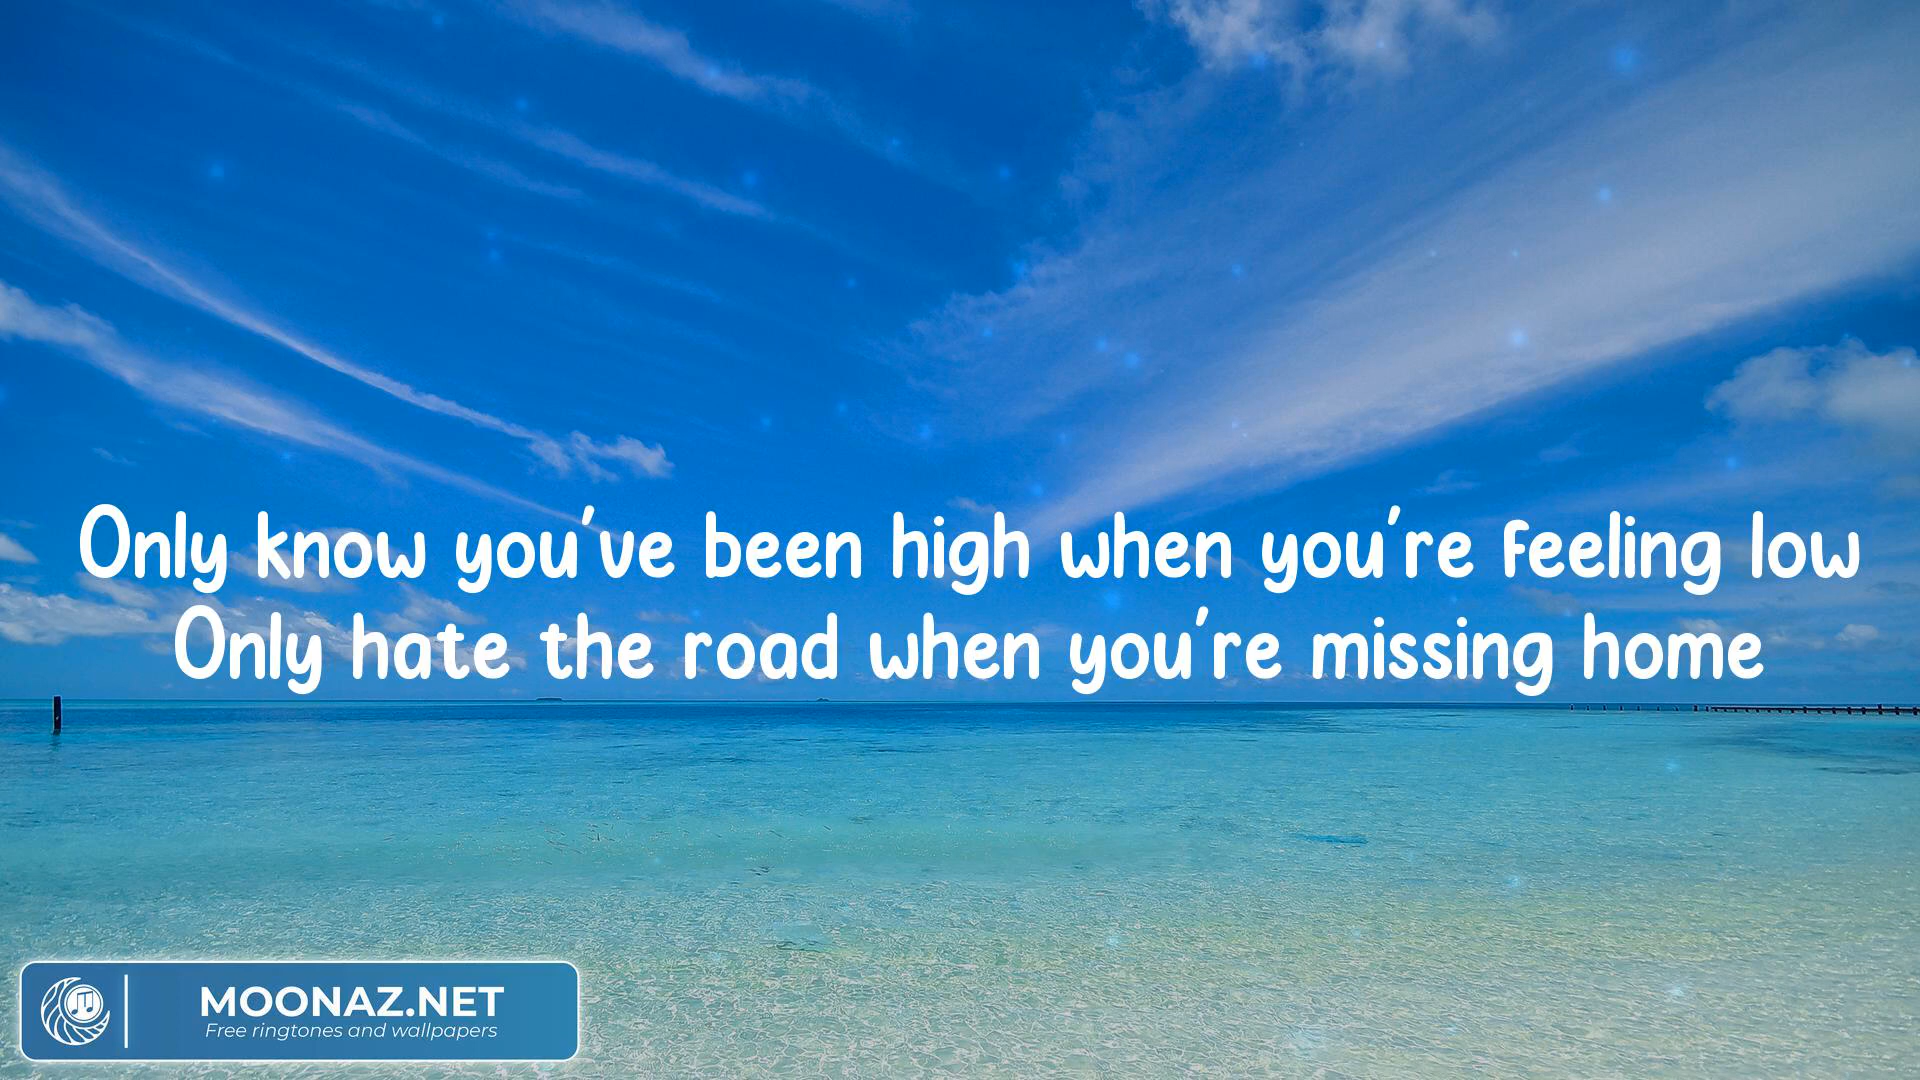 Only know you've been high when you're feeling low
Only hate the road when you're missing home
MOONAZ.NET
Free ringtones and wallpapers